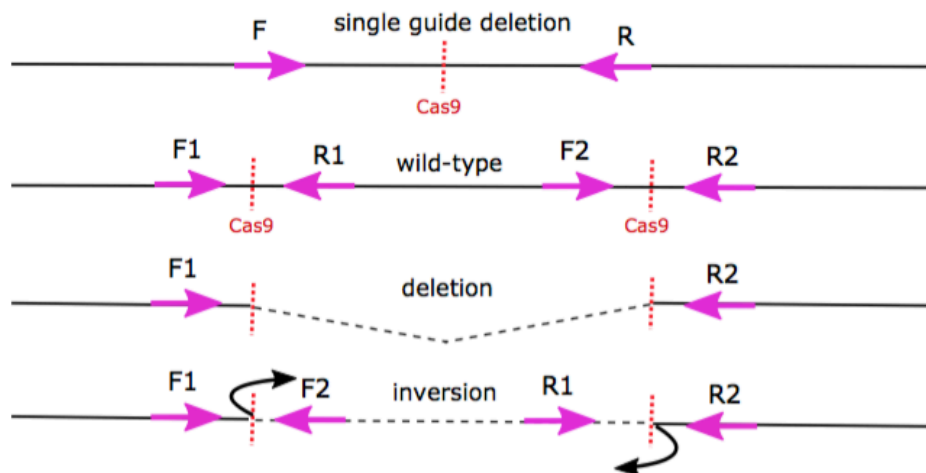 single guide deletion
F R
Cas9
F1 R1 wild-type F2 R2
Cas9 Cas9
F1 deletion R2
F1 F2 inversion R1 R2